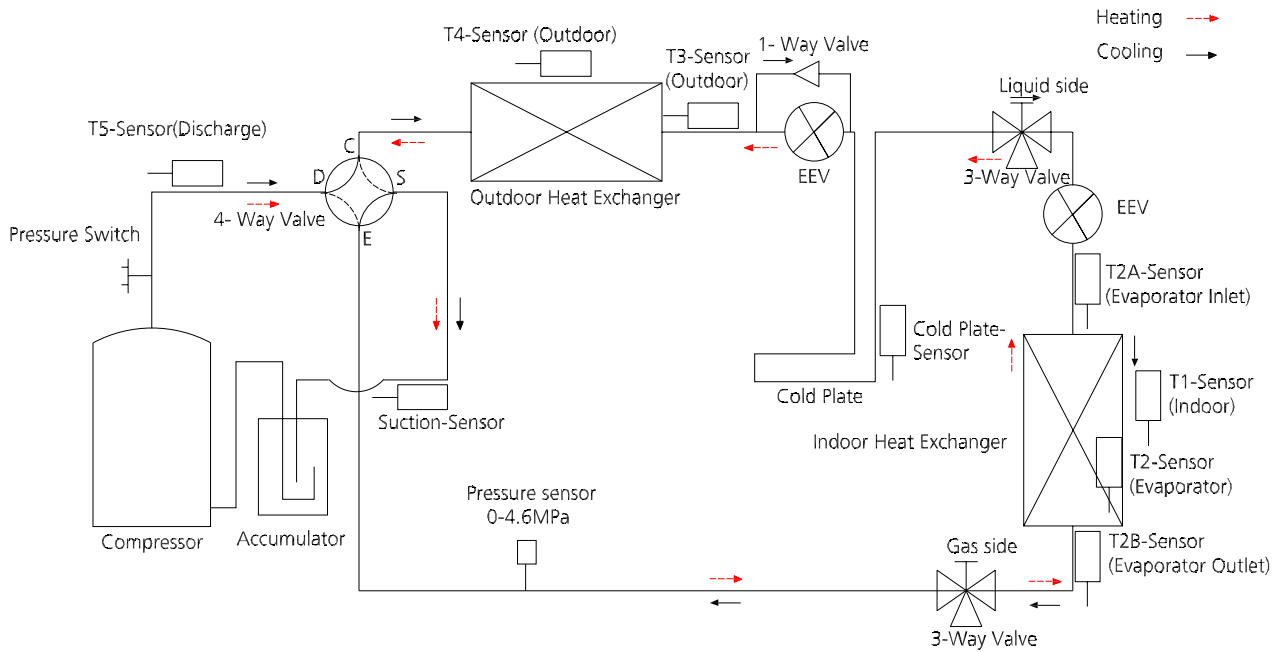 Heating
Cooling
T4-Sensor (Outdoor)
T3-Sensor
(Outdoor)
1- Way Valve
Liquid side
T5-Sensor(Discharge)
C
D
S
E
4- Way Valve
Outdoor Heat Exchanger
EEV
3-Way Valve
EEV
Pressure Switch
T2A-Sensor
(Evaporator Inlet)
Cold Plate-
Sensor
Cold Plate
T1-Sensor
(Indoor)
Suction-Sensor
Indoor Heat Exchanger
T2-Sensor
(Evaporator)
Pressure sensor
0-4.6MPa
Compressor
Accumulator
Gas side
T2B-Sensor
(Evaporator Outlet)
3-Way Valve